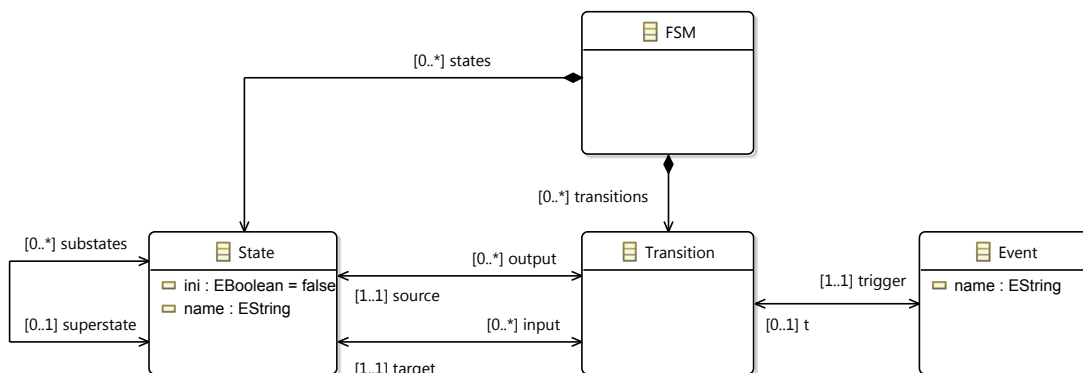 FSM
[0..*] states
[0..*] transitions
[0..*] substates
State
[0..*] output
Transition
Event
ini : EBoolean = false
[1..1] source
[1..1] trigger
name : EString
name : EString
[0..1] superstate
[0..*] input
[0..1] t
[1..1] target